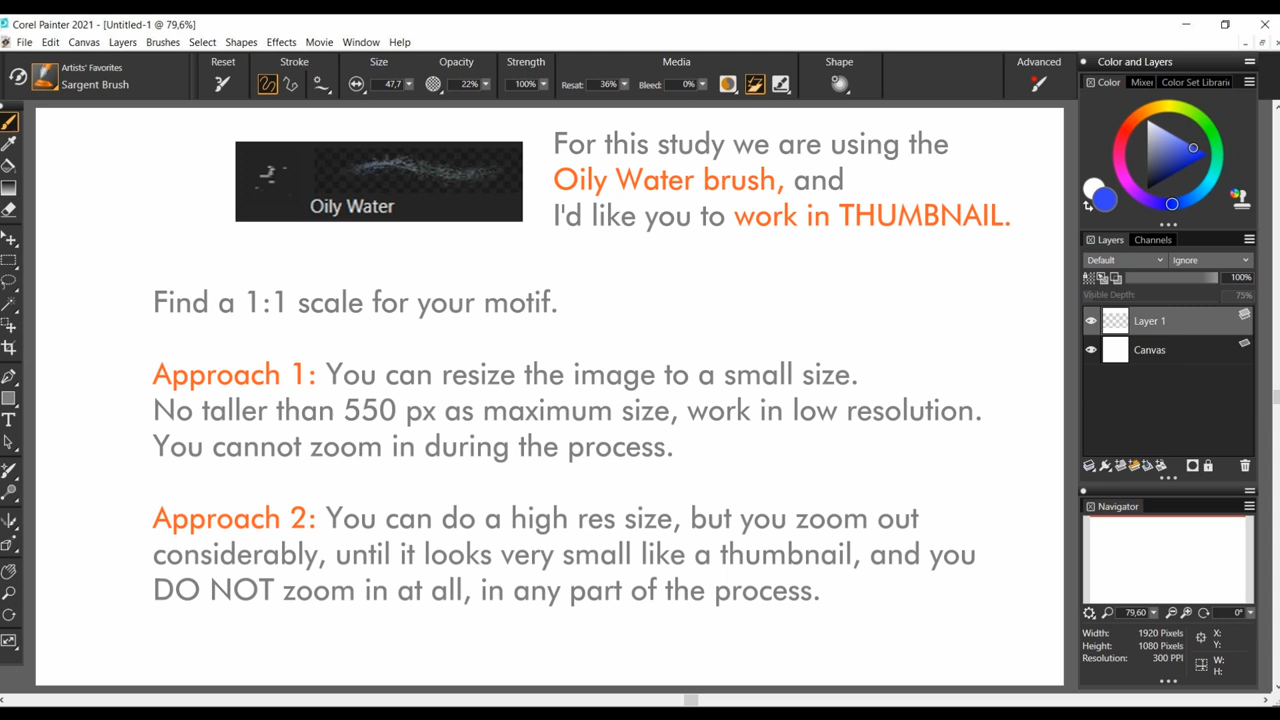 Corel Painter 2021 - [Untitled-1 @ 79,6%]
File Edit Canvas Layers Brushes Select Shapes Effects Movie Window Help
Artists' Favorites
Sargent Brush
Reset Stroke Size Opacity Strength Media Shape Advanced
47,7 22% 100% Resat: 36% Bleed: 0%
Color and Layers
Color Mixe Color Set Librarie
Oily Water
For this study we are using the
Oily Water brush, and
I'd like you to work in THUMBNAIL.
Find a 1:1 scale for your motif.
Approach 1: You can resize the image to a small size.
No taller than 550 px as maximum size, work in low resolution.
You cannot zoom in during the process.
Approach 2: You can do a high res size, but you zoom out
considerably, until it looks very small like a thumbnail, and you
DO NOT zoom in at all, in any part of the process.
Layers Channels
Default Ignore
100%
Visible Depth: 75%
Layer 1
Canvas
Navigator
79,60 0°
Width: 1920 Pixels X:
Height: 1080 Pixels Y:
Resolution: 300 PPI W:
H: